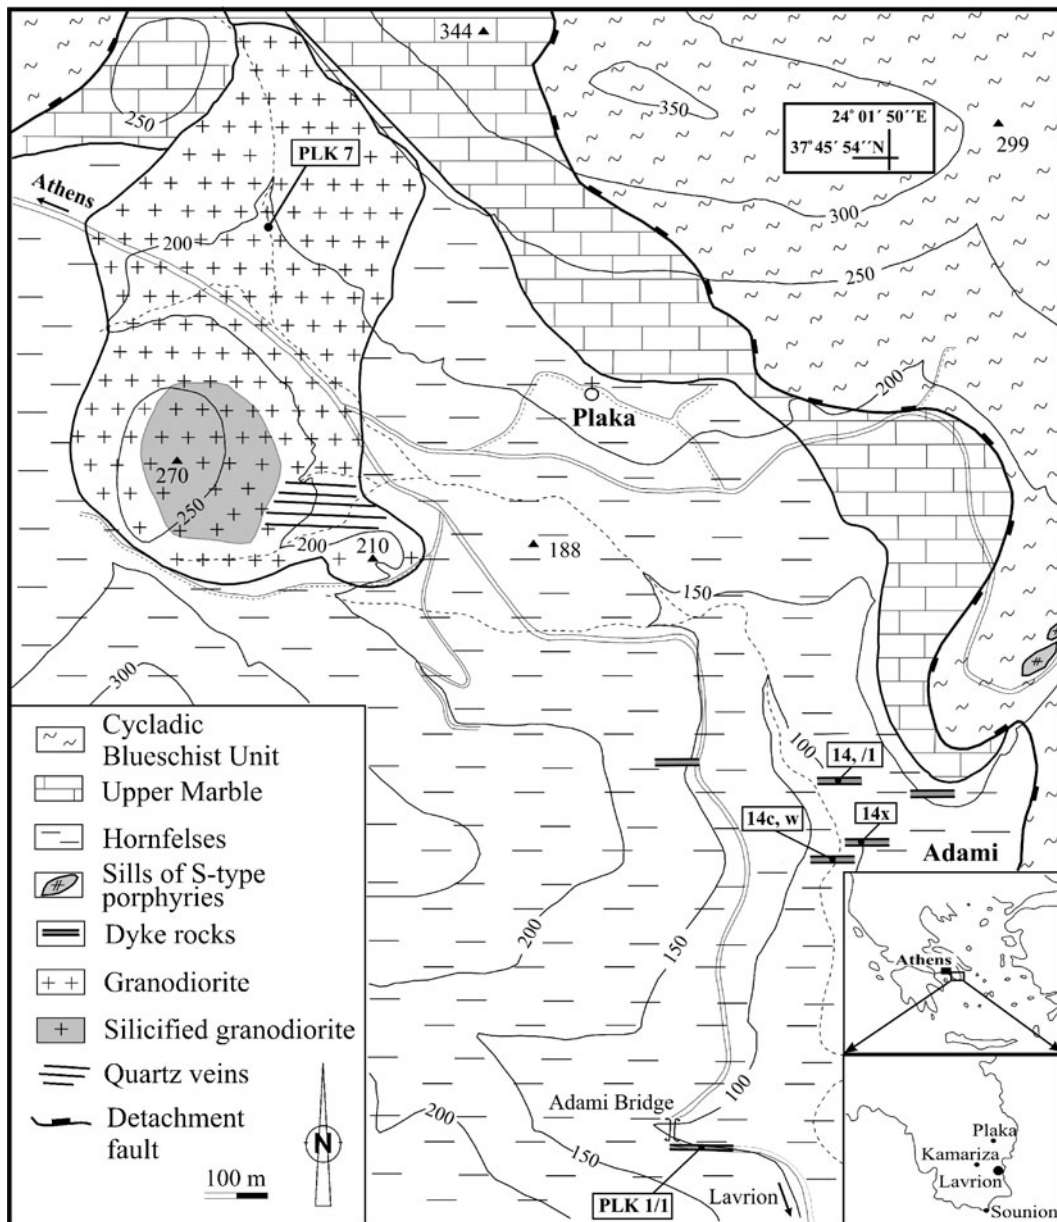 344
350
24° 01′ 50′′E
37°45′ 54′′N
299
250
PLK 7
Athens
200
300
250
200
Plaka
270
250
200
210
188
150
300
100
14, /1
14c, w
14x
Adami
200
150
100
Adami Bridge
200
150
PLK 1/1
Lavrion
Cycladic
Blueschist Unit
Upper Marble
Hornfelses
Sills of S-type
porphyries
Dyke rocks
Granodiorite
Silicified granodiorite
Quartz veins
Detachment
fault
N
100 m
Athens
Plaka
Kamariza
Lavrion
Sounion